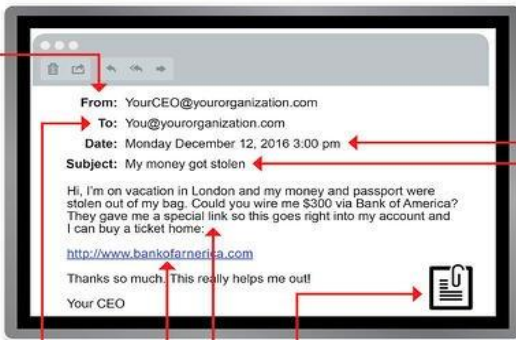 From: YourCEO@yourorganization.com
To: You@yourorganization.com
Date: Monday December 12, 2016 3:00 pm
Subject: My money got stolen
Hi, I'm on vacation in London and my money and passport were
stolen out of my bag. Could you wire me $300 via Bank of America?
They gave me a special link so this goes right into my account and
I can buy a ticket home:
http://www.bankofarnerica.com
Thanks so much. This really helps me out!
Your CEO